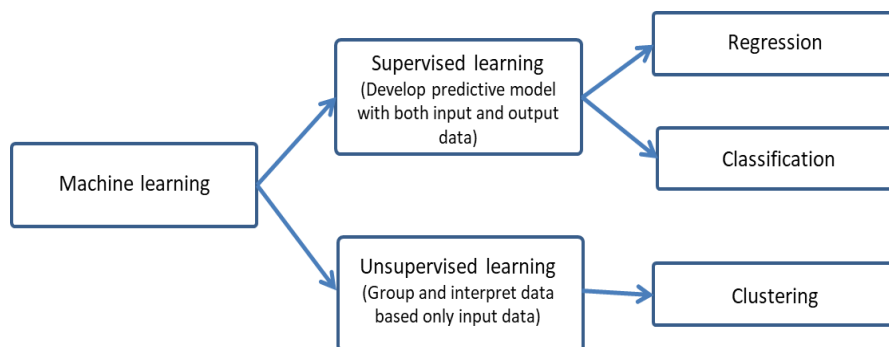 Machine learning
Supervised learning
(Develop predictive model
with both input and output
data)
Regression
Classification
Unsupervised learning
(Group and interpret data
based only input data)
Clustering